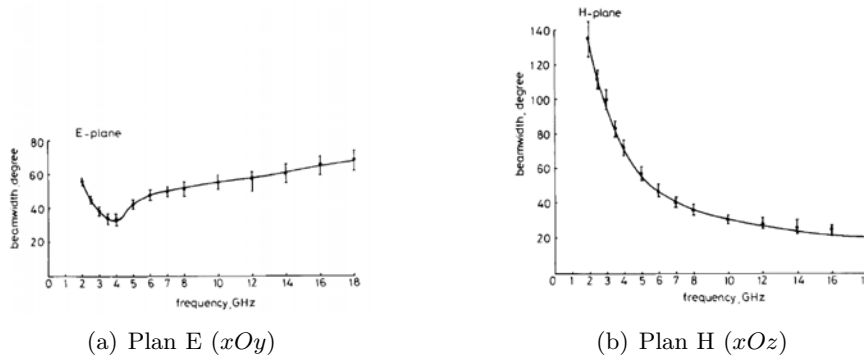 E-plane
80
60
40
20
beamwidth, degree
0 1 2 3 4 5 6 7 8 10 12 14 16 18
frequency, GHz
(a) Plan E (xOy)
H-plane
140
120
100
80
60
40
20
beamwidth, degree
0 1 2 3 4 5 6 7 8 10 12 14 16
frequency, GHz
(b) Plan H (xOz)